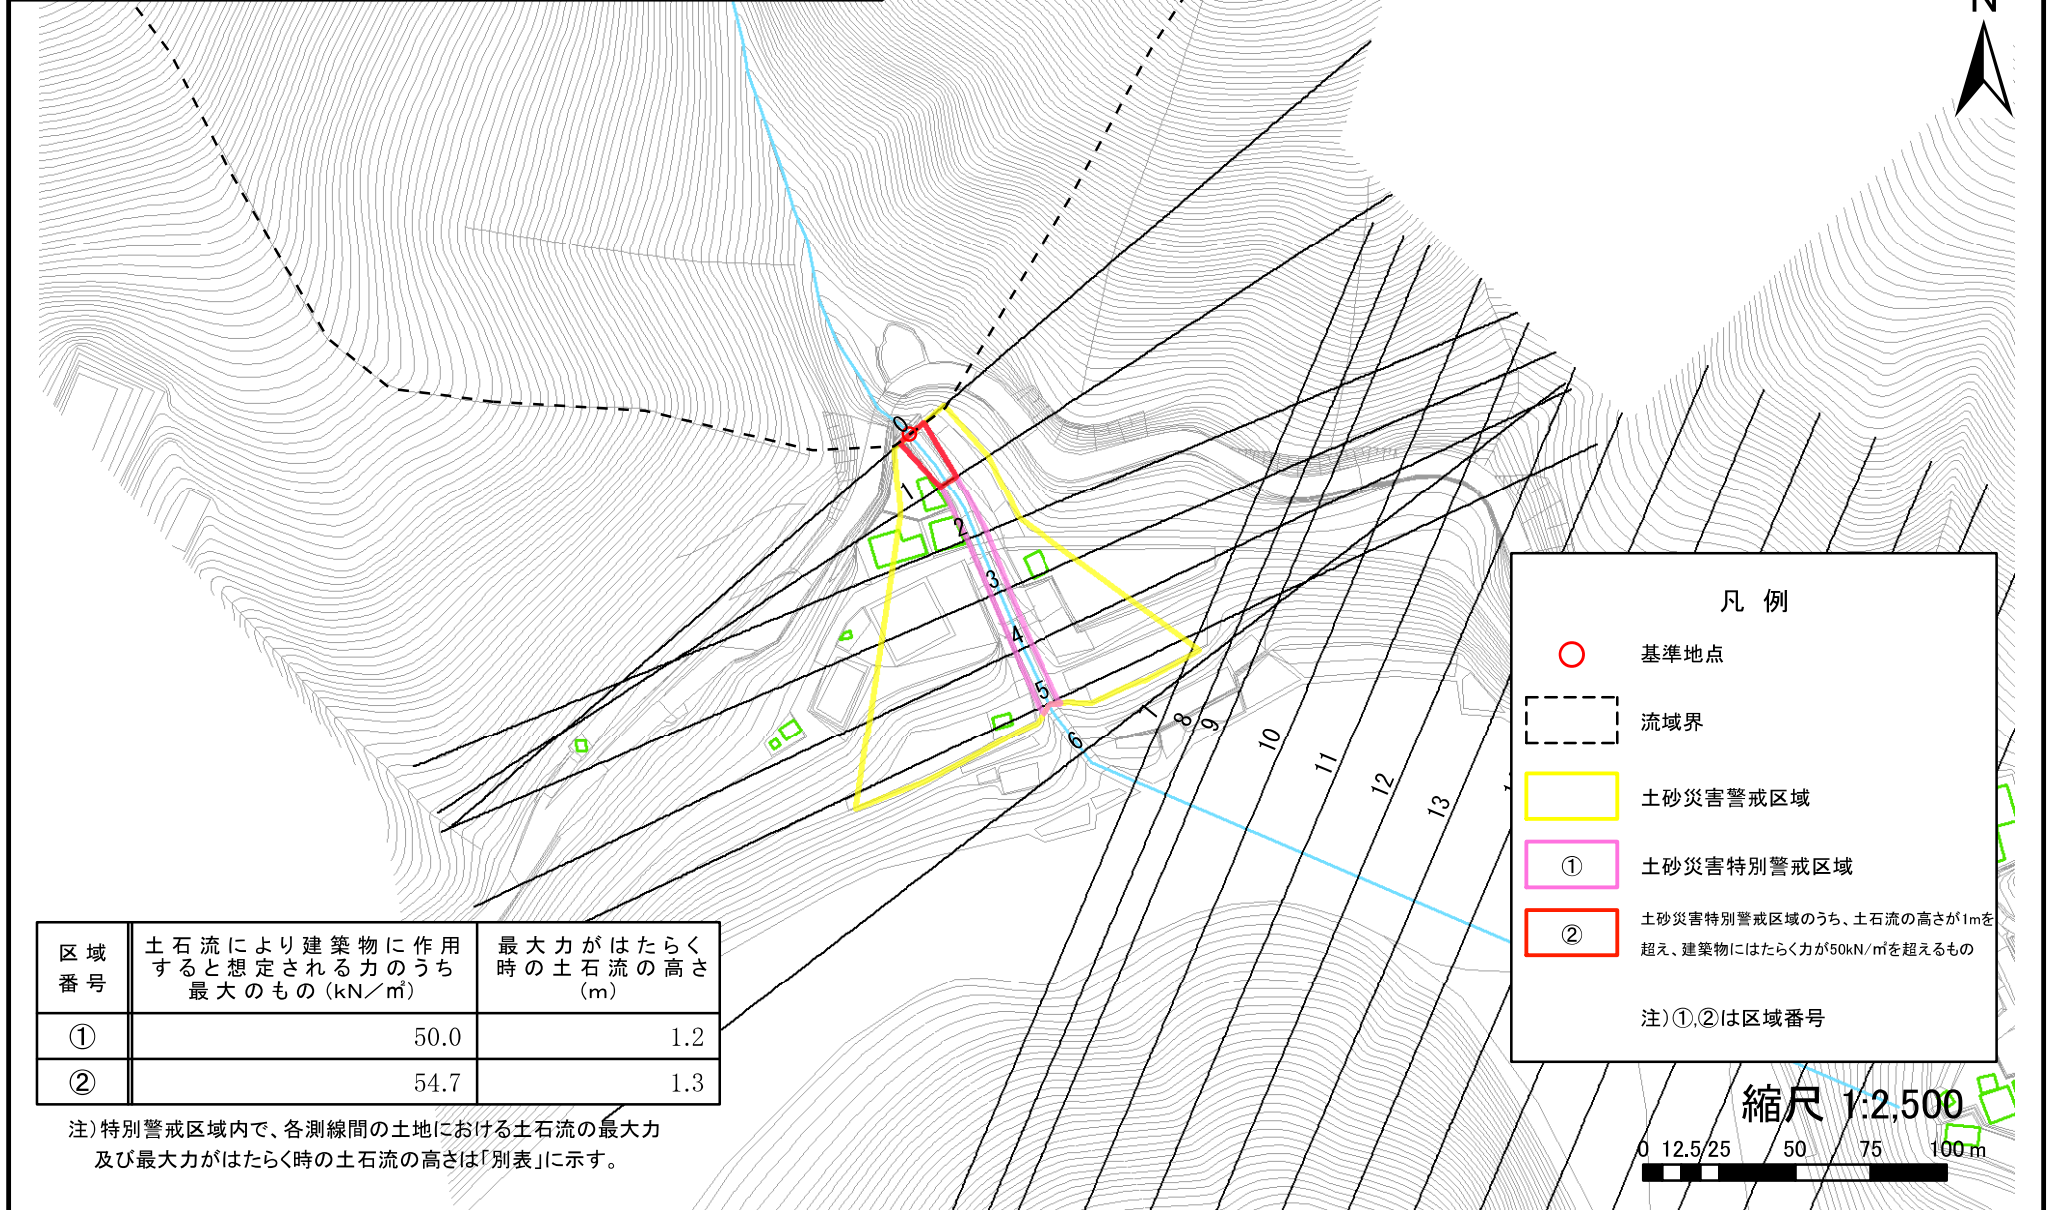 N
0
1
2
3
4
5
6
7
8
9
10
11
12
13
凡例
基準地点
流域界
土砂災害警戒区域
① 土砂災害特別警戒区域
② 土砂災害特別警戒区域のうち、土石流の高さが1mを
超え、建築物にはたらく力が50kN/㎡を超えるもの
注)①,②は区域番号
区域
番号
土石流により建築物に作用
すると想定される力のうち
最大のもの(kN/㎡)
最大力がはたらく
時の土石流の高さ
(m)
① 50.0 1.2
② 54.7 1.3
注)特別警戒区域内で、各測線間の土地における土石流の最大力
及び最大力がはたらく時の土石流の高さは「別表」に示す。
縮尺 1:2,500
0 12.5 25 50 75 100m